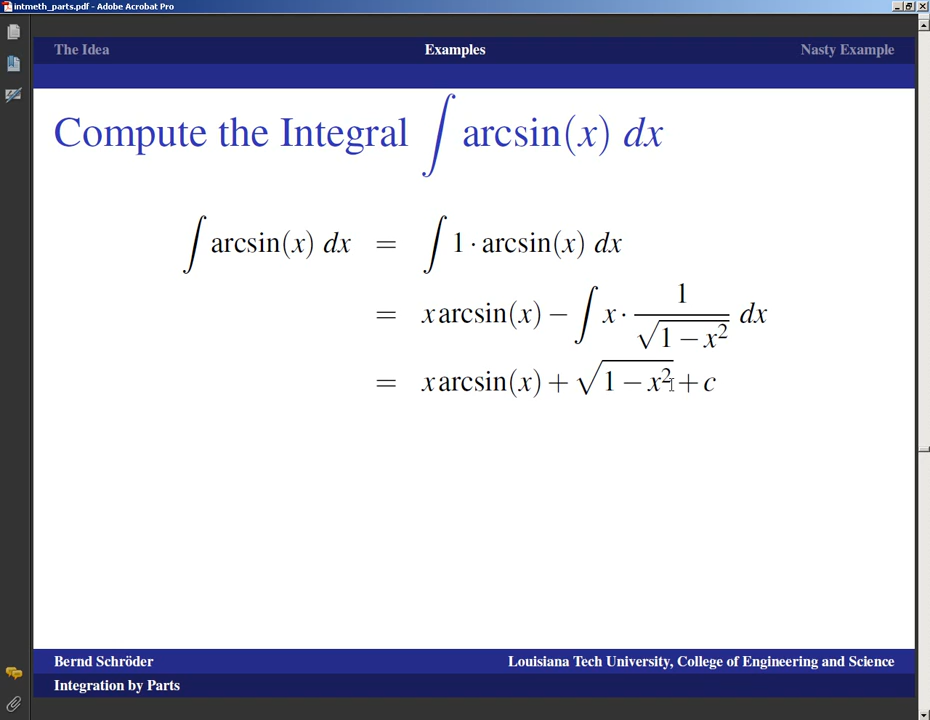 intmeth_parts.pdf - Adobe Acrobat Pro
The Idea Examples Nasty Example
Compute the Integral ∫ arcsin(x) dx
∫ arcsin(x) dx = ∫ 1 · arcsin(x) dx
= x arcsin(x) − ∫ x · 1/√(1 − x²) dx
= x arcsin(x) + √(1 − x²) + c
Bernd Schröder Louisiana Tech University, College of Engineering and Science
Integration by Parts